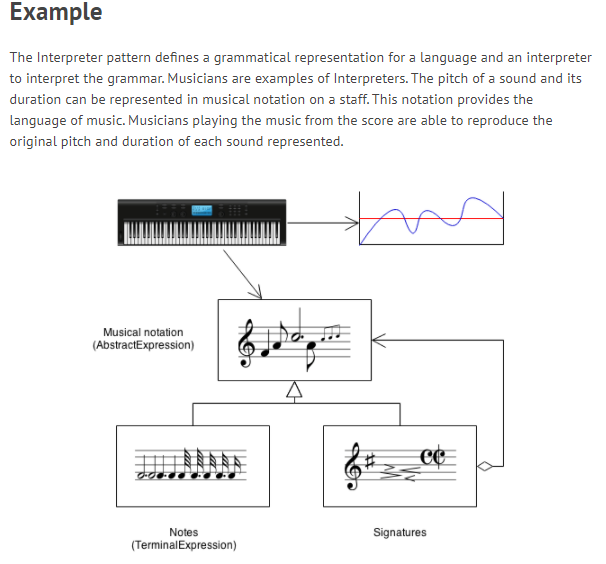 Example
The Interpreter pattern defines a grammatical representation for a language and an interpreter
to interpret the grammar. Musicians are examples of Interpreters. The pitch of a sound and its
duration can be represented in musical notation on a staff. This notation provides the
language of music. Musicians playing the music from the score are able to reproduce the
original pitch and duration of each sound represented.
Musical notation
(AbstractExpression)
Notes
(TerminalExpression)
Signatures